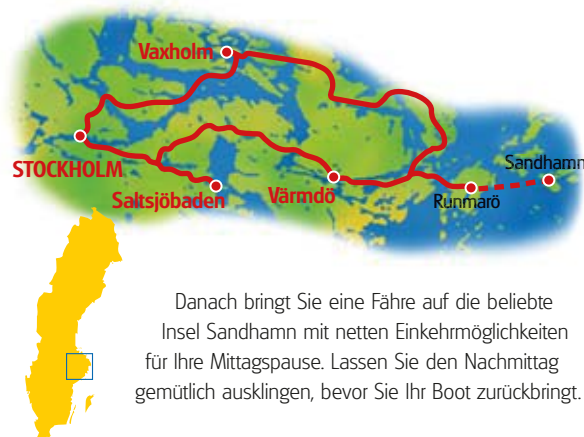 Vaxholm
STOCKHOLM
Sandhamn
Saltsjöbaden
Värmdö
Runmarö
Danach bringt Sie eine Fähre auf die beliebte
Insel Sandhamn mit netten Einkehrmöglichkeiten
für Ihre Mittagspause. Lassen Sie den Nachmittag
gemütlich ausklingen, bevor Sie Ihr Boot zurückbringt.